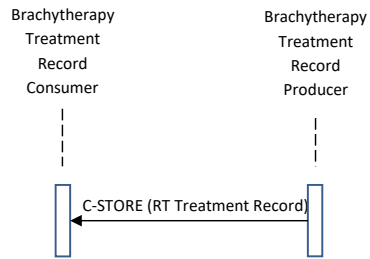 Brachytherapy
Treatment
Record
Consumer
Brachytherapy
Treatment
Record
Producer
C-STORE (RT Treatment Record)